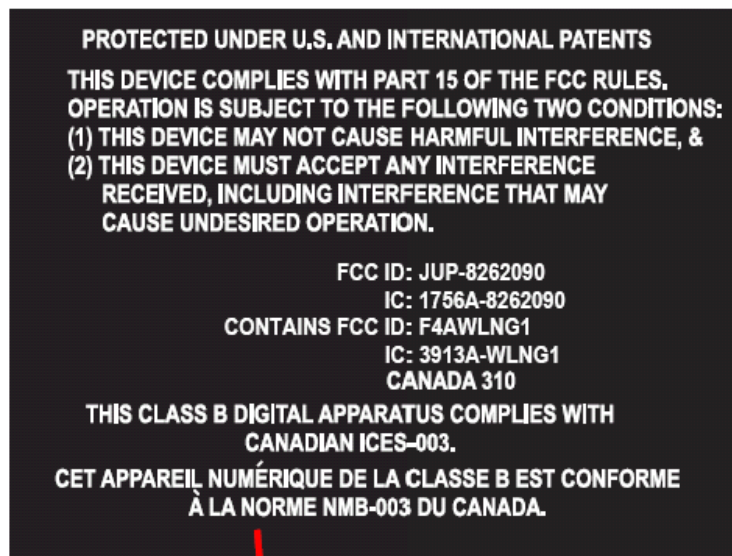 PROTECTED UNDER U.S. AND INTERNATIONAL PATENTS
THIS DEVICE COMPLIES WITH PART 15 OF THE FCC RULES.
OPERATION IS SUBJECT TO THE FOLLOWING TWO CONDITIONS:
(1) THIS DEVICE MAY NOT CAUSE HARMFUL INTERFERENCE, &
(2) THIS DEVICE MUST ACCEPT ANY INTERFERENCE
RECEIVED, INCLUDING INTERFERENCE THAT MAY
CAUSE UNDESIRED OPERATION.
FCC ID: JUP-8262090
IC: 1756A-8262090
CONTAINS FCC ID: F4AWLNG1
IC: 3913A-WLNG1
CANADA 310
THIS CLASS B DIGITAL APPARATUS COMPLIES WITH
CANADIAN ICES-003.
CET APPAREIL NUMÉRIQUE DE LA CLASSE B EST CONFORME
À LA NORME NMB-003 DU CANADA.